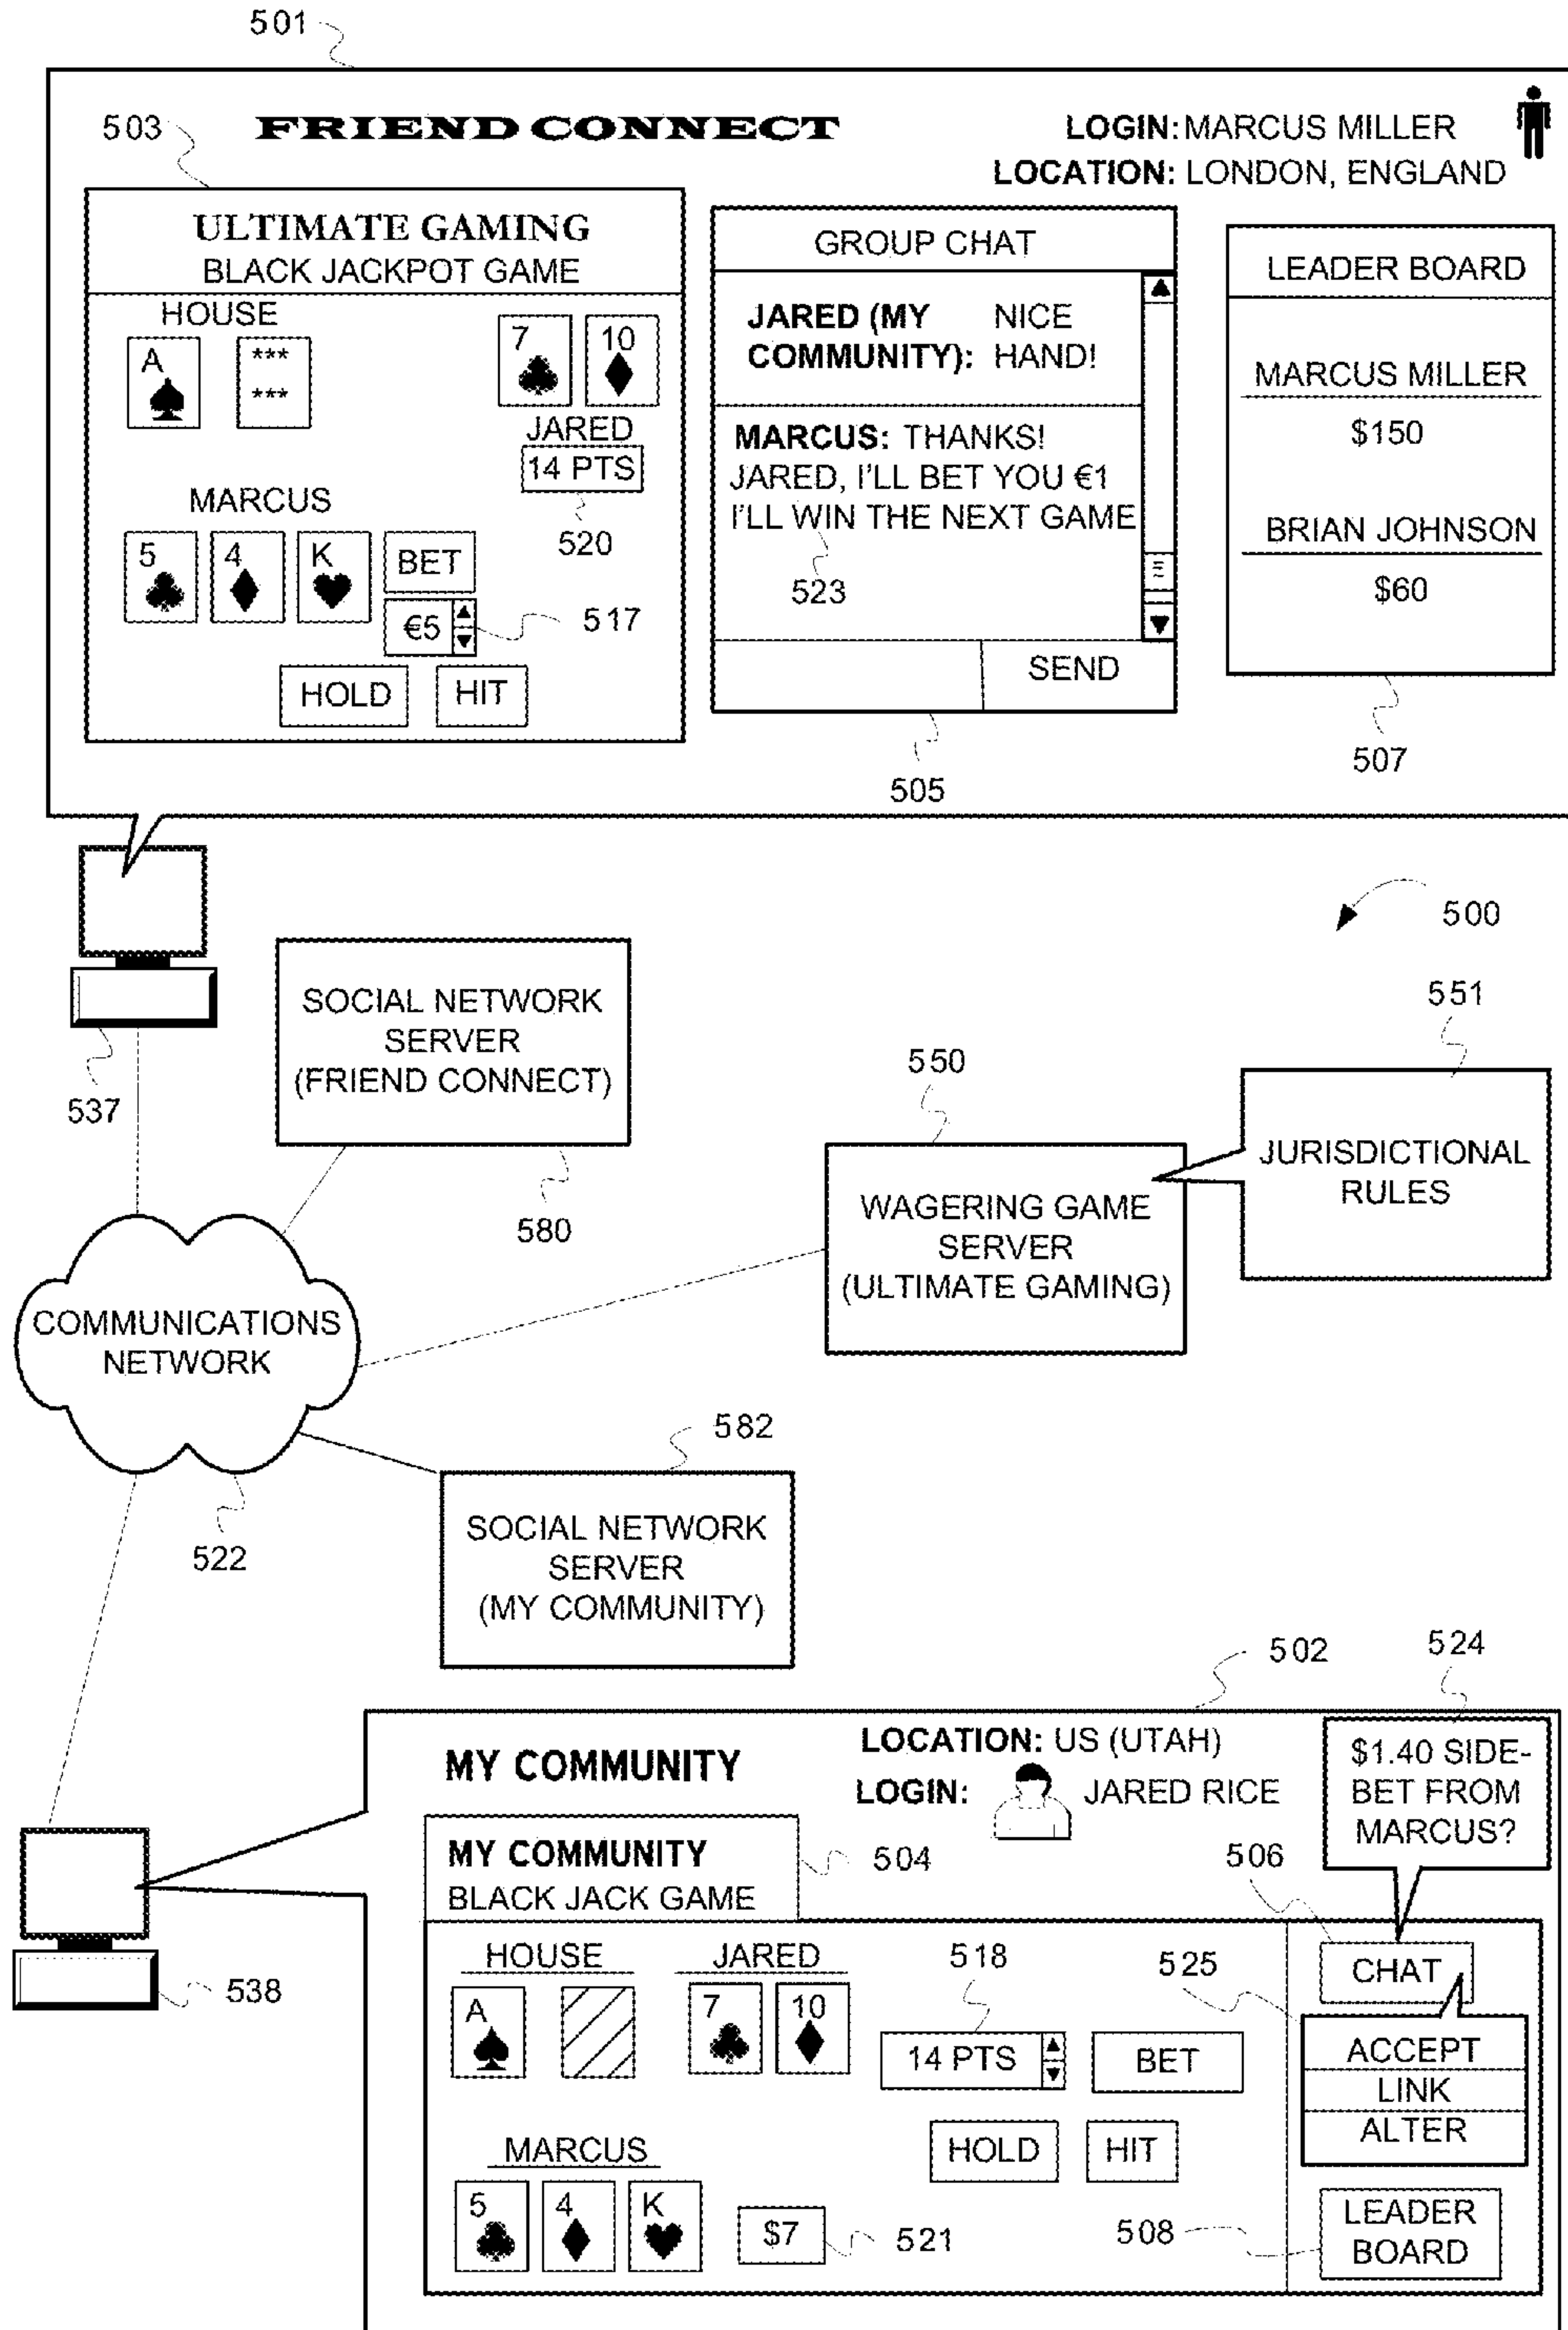 501
503
FRIEND CONNECT
LOGIN: MARCUS MILLER
LOCATION: LONDON, ENGLAND
ULTIMATE GAMING
BLACK JACKPOT GAME
HOUSE
A
***
***
7
10
JARED
14 PTS
520
MARCUS
5
4
K
BET
€5
517
HOLD
HIT
GROUP CHAT
JARED (MY NICE
COMMUNITY): HAND!
MARCUS: THANKS!
JARED, I'LL BET YOU €1
I'LL WIN THE NEXT GAME
523
SEND
505
LEADER BOARD
MARCUS MILLER
$150
BRIAN JOHNSON
$60
507
500
537
SOCIAL NETWORK
SERVER
(FRIEND CONNECT)
580
550
551
WAGERING GAME
SERVER
(ULTIMATE GAMING)
JURISDICTIONAL
RULES
COMMUNICATIONS
NETWORK
522
582
SOCIAL NETWORK
SERVER
(MY COMMUNITY)
502
524
MY COMMUNITY
LOCATION: US (UTAH)
LOGIN: JARED RICE
$1.40 SIDE-
BET FROM
MARCUS?
MY COMMUNITY
BLACK JACK GAME
504
506
538
HOUSE
A
JARED
7
10
518
14 PTS
BET
525
CHAT
ACCEPT
LINK
ALTER
HOLD
HIT
MARCUS
5
4
K
$7
521
508
LEADER
BOARD